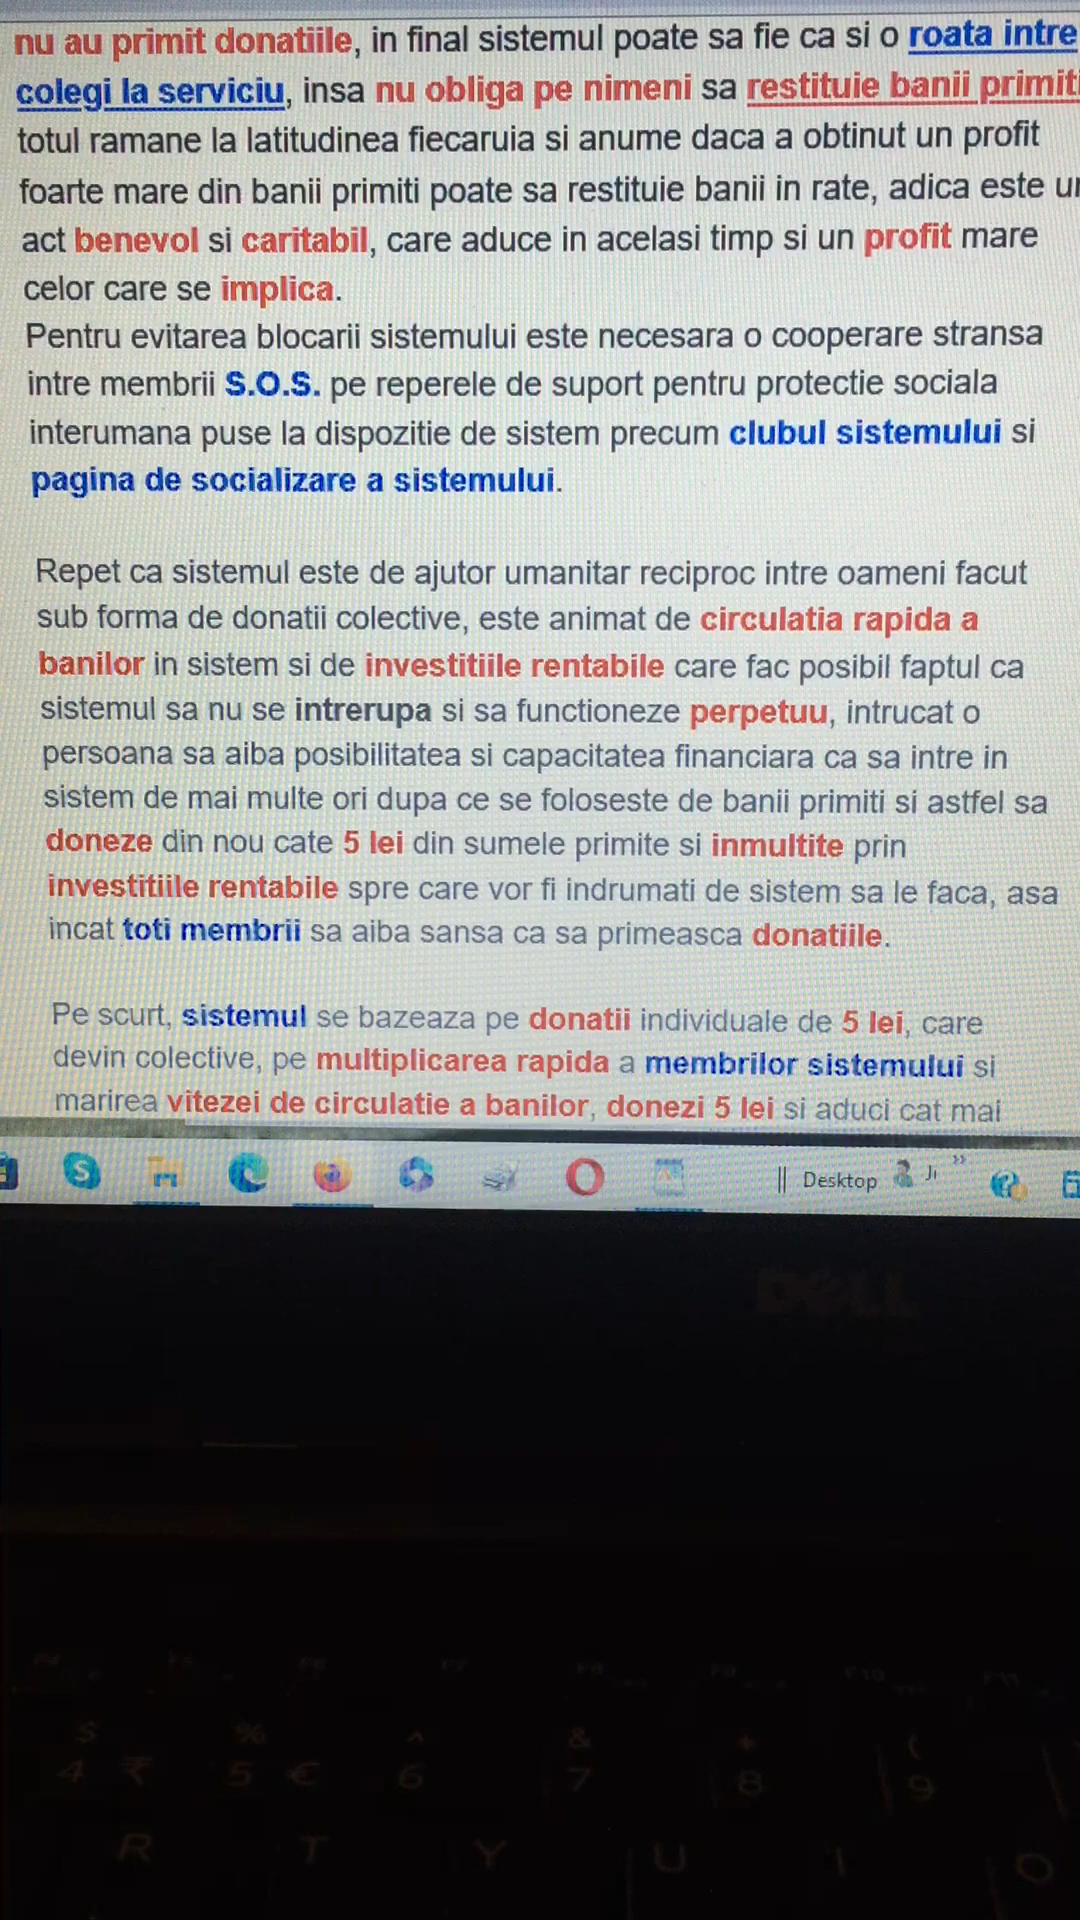 nu au primit donatiile, in final sistemul poate sa fie ca si o roata intre
colegi la serviciu, insa nu obliga pe nimeni sa restituie banii primiti
totul ramane la latitudinea fiecaruia si anume daca a obtinut un profit
foarte mare din banii primiti poate sa restituie banii in rate, adica este
act benevol si caritabil, care aduce in acelasi timp si un profit mare
celor care se implica.
Pentru evitarea blocarii sistemului este necesara o cooperare stransa
intre membrii S.O.S. pe reperele de suport pentru protectie sociala
interumana puse la dispozitie de sistem precum clubul sistemului si
pagina de socializare a sistemului.
Repet ca sistemul este de ajutor umanitar reciproc intre oameni facut
sub forma de donatii colective, este animat de circulatia rapida a
banilor in sistem si de investitiile rentabile care fac posibil faptul ca
sistemul sa nu se intrerupa si sa functioneze perpetuu, intrucat o
persoana sa aiba posibilitatea si capacitatea financiara ca sa intre in
sistem de mai multe ori dupa ce se foloseste de banii primiti si astfel sa
doneze din nou cate 5 lei din sumele primite si inmultite prin
investitiile rentabile spre care vor fi indrumati de sistem sa le faca, asa
incat toti membrii sa aiba sansa ca sa primeasca donatiile.
Pe scurt, sistemul se bazeaza pe donatii individuale de 5 lei, care
devin colective, pe multiplicarea rapida a membrilor sistemului si
marirea vitezei de circulatie a banilor, donezi 5 lei si aduci cat mai
S || Desktop »
DELL
F10
$ % ^ & * (
4 ₹ 5 € 6 7 8 9
R T Y U I O